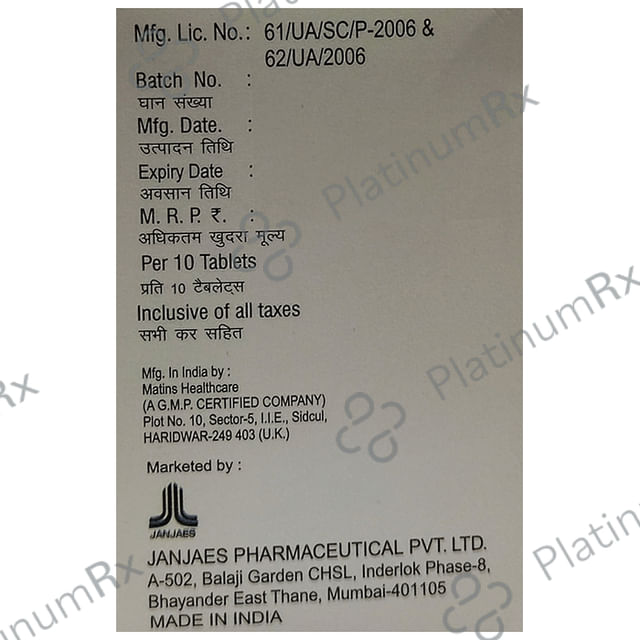 Mfg. Lic. No.: 61/UA/SC/P-2006 &
62/UA/2006
Batch No. :
घान संख्या
Mfg. Date. :
उत्पादन तिथि
Expiry Date :
अवसान तिथि
M. R. P. ₹. :
अधिकतम खुदरा मूल्य
Per 10 Tablets
प्रति 10 टैबलेट्स
Inclusive of all taxes
सभी कर सहित
Mfg. In India by :
Matins Healthcare
(A G.M.P. CERTIFIED COMPANY)
Plot No. 10, Sector-5, I.I.E., Sidcul,
HARIDWAR-249 403 (U.K.)
Marketed by :
JANJAES
JANJAES PHARMACEUTICAL PVT. LTD.
A-502, Balaji Garden CHSL, Inderlok Phase-8,
Bhayander East Thane, Mumbai-401105
MADE IN INDIA
PlatinumRx
PlatinumRx